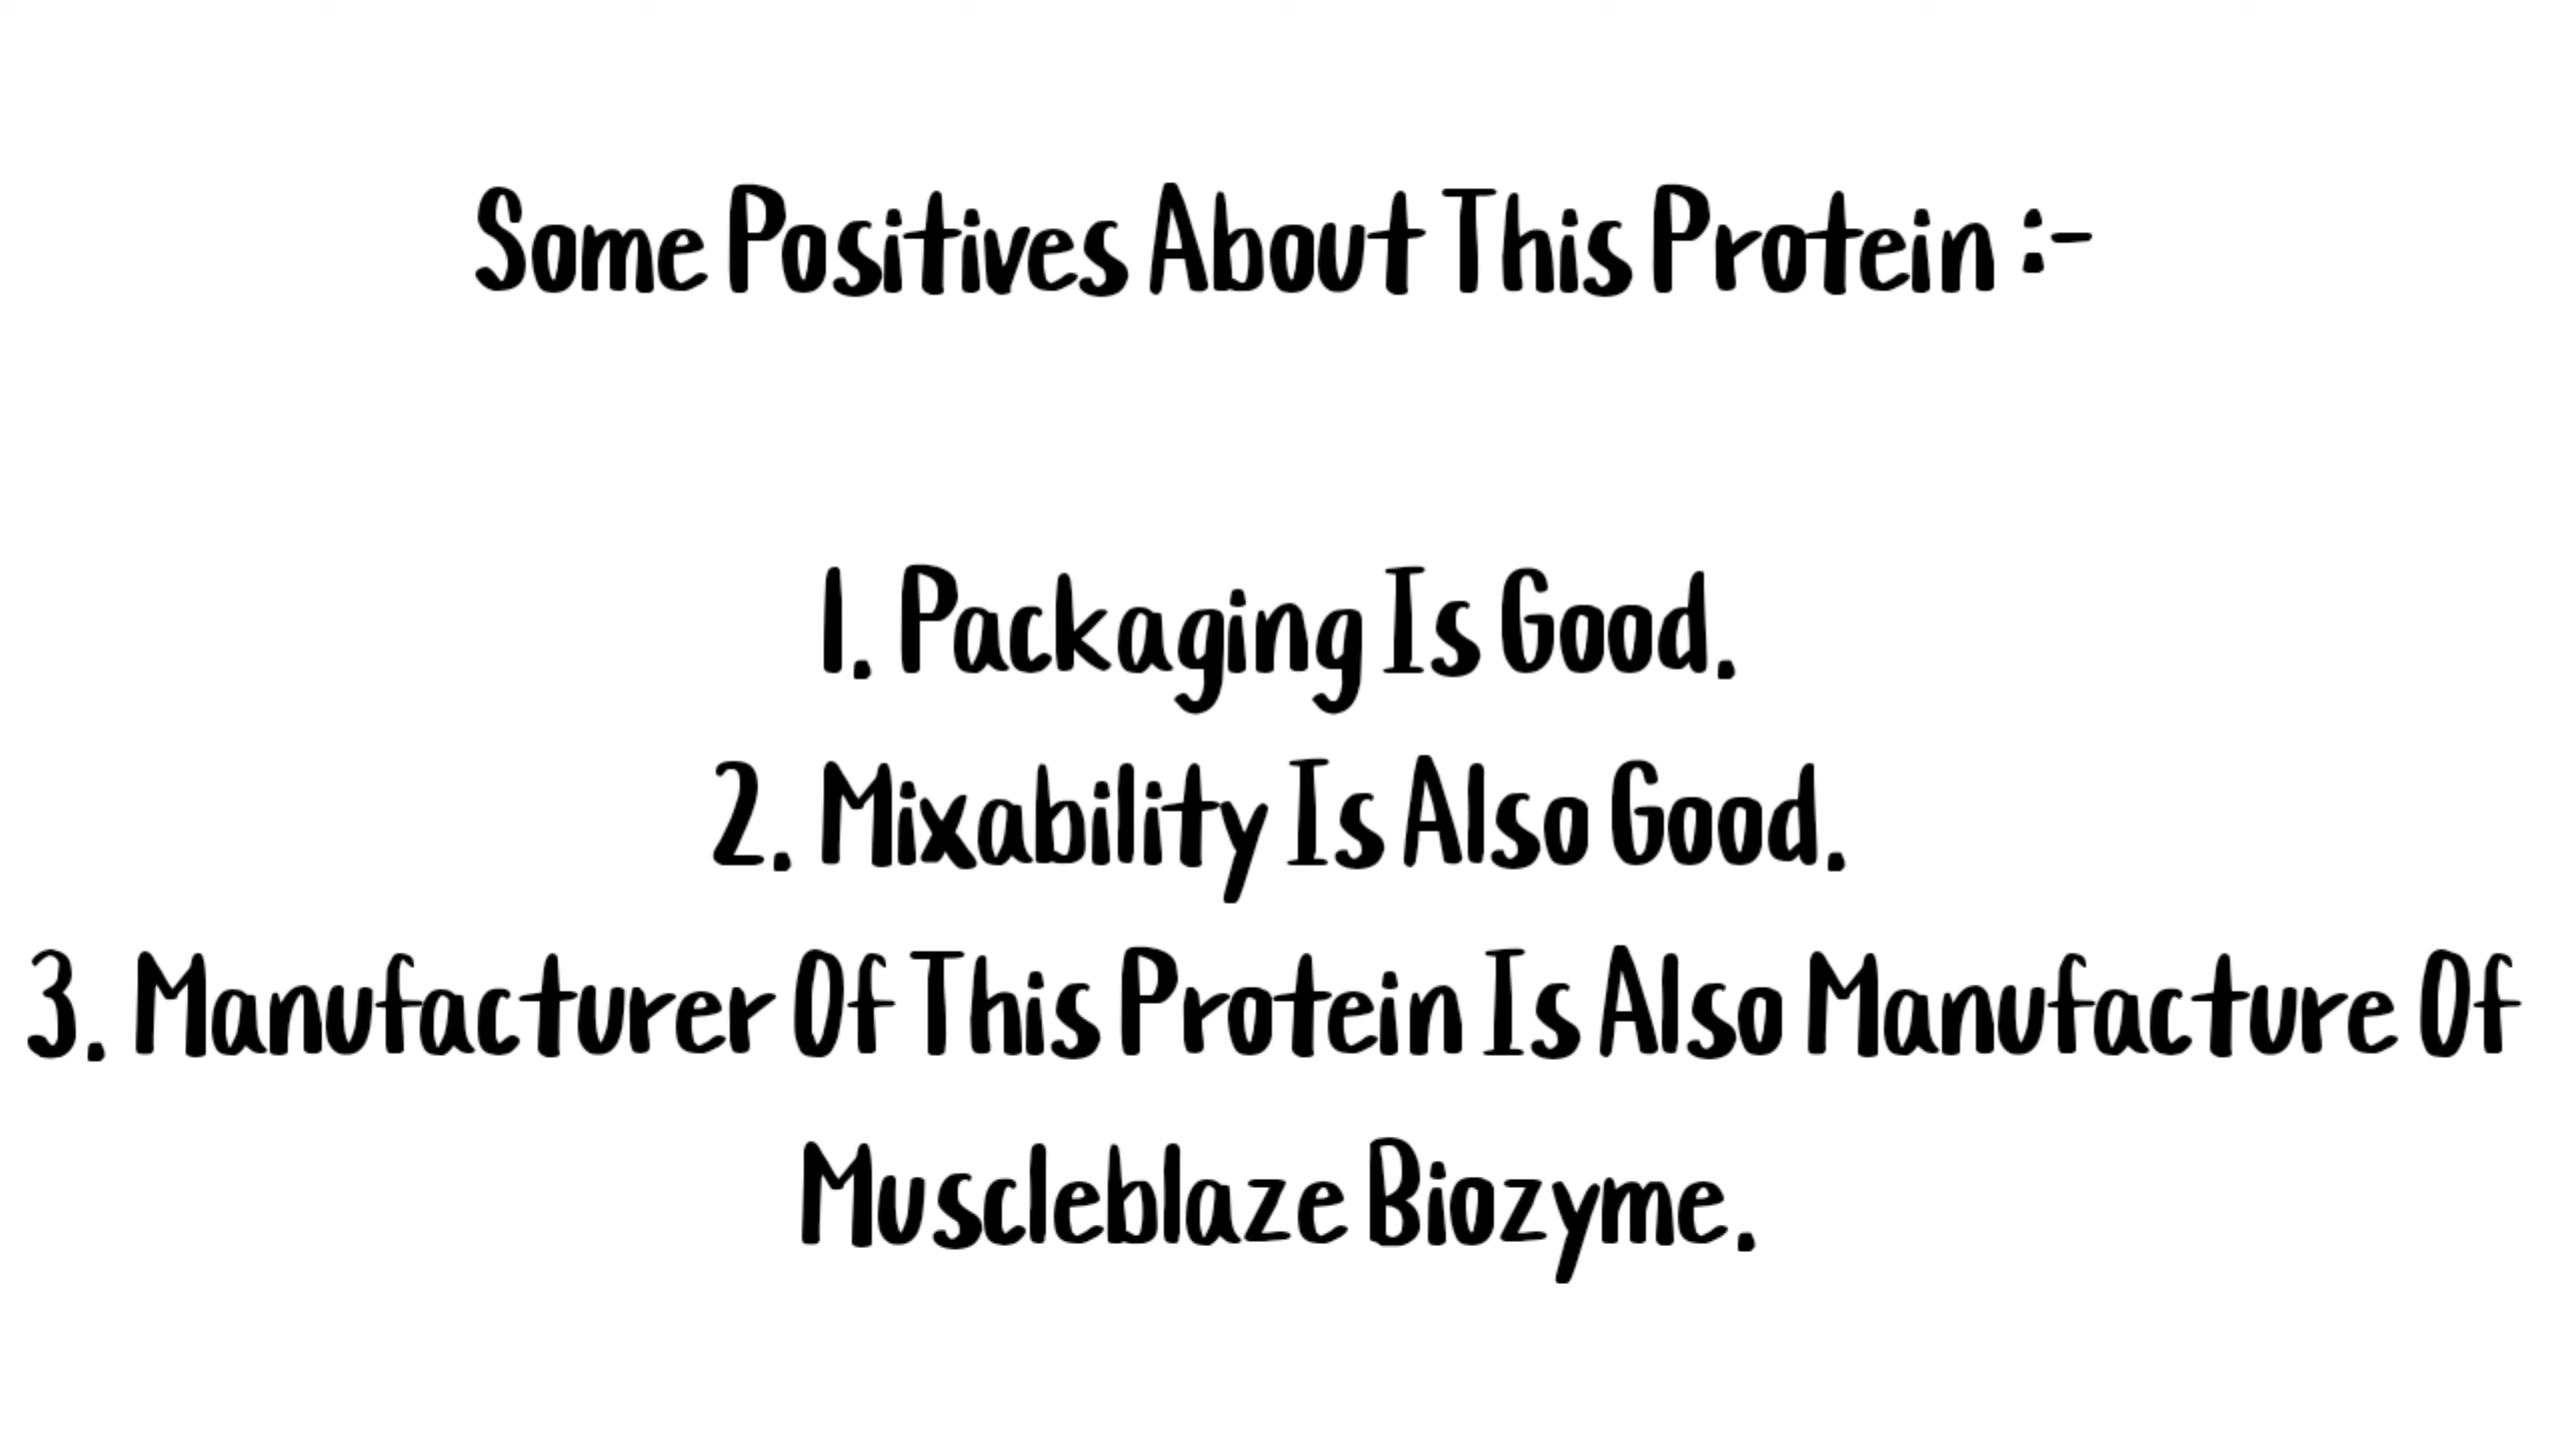 Some Positives About This Protein :-
1. Packaging Is Good.
2. Mixability Is Also Good.
3. Manufacturer Of This Protein Is Also Manufacture Of
Muscleblaze Biozyme.